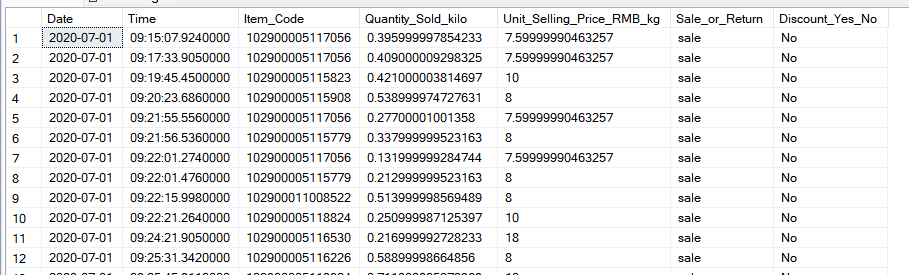 Date Time Item_Code Quantity_Sold_kilo Unit_Selling_Price_RMB_kg Sale_or_Return Discount_Yes_No
1 2020-07-01 09:15:07.9240000 102900005117056 0.395999997854233 7.59999990463257 sale No
2 2020-07-01 09:17:33.9050000 102900005117056 0.409000009298325 7.59999990463257 sale No
3 2020-07-01 09:19:45.4450000 102900005115823 0.421000003814697 10 sale No
4 2020-07-01 09:20:23.6860000 102900005115908 0.538999974727631 8 sale No
5 2020-07-01 09:21:55.5560000 102900005117056 0.27700001001358 7.59999990463257 sale No
6 2020-07-01 09:21:56.5360000 102900005115779 0.337999999523163 8 sale No
7 2020-07-01 09:22:01.2740000 102900005117056 0.131999999284744 7.59999990463257 sale No
8 2020-07-01 09:22:01.4760000 102900005115779 0.212999999523163 8 sale No
9 2020-07-01 09:22:15.9980000 102900011008522 0.513999998569489 8 sale No
10 2020-07-01 09:22:21.2640000 102900005118824 0.250999987125397 10 sale No
11 2020-07-01 09:24:21.9050000 102900005116530 0.216999992728233 18 sale No
12 2020-07-01 09:25:31.3420000 102900005116226 0.58899998664856 8 sale No